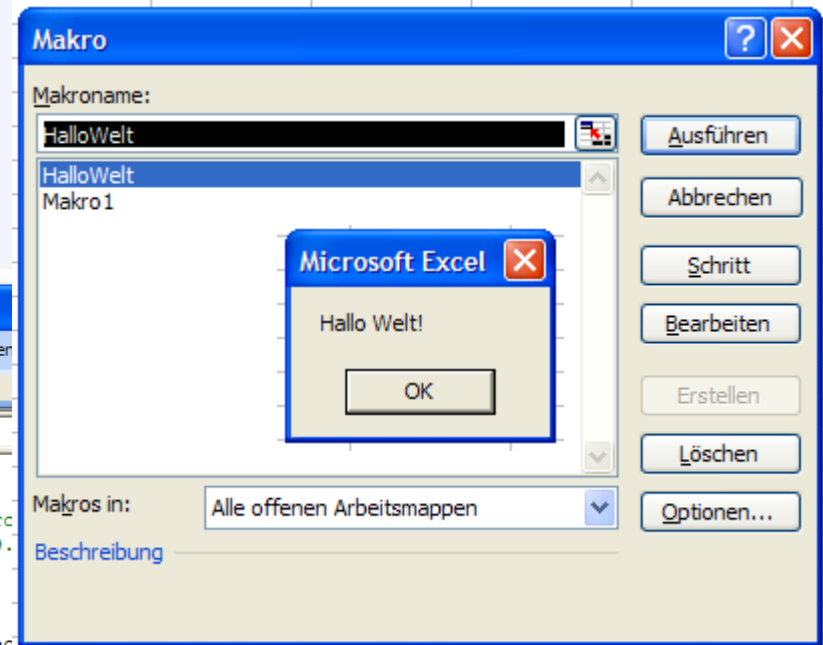 Makro
Makroname:
HalloWelt
Ausführen
HalloWelt
Makro1
Abbrechen
Microsoft Excel
Schritt
Hallo Welt!
Bearbeiten
OK
Erstellen
Löschen
Makros in:
Alle offenen Arbeitsmappen
Optionen...
Beschreibung